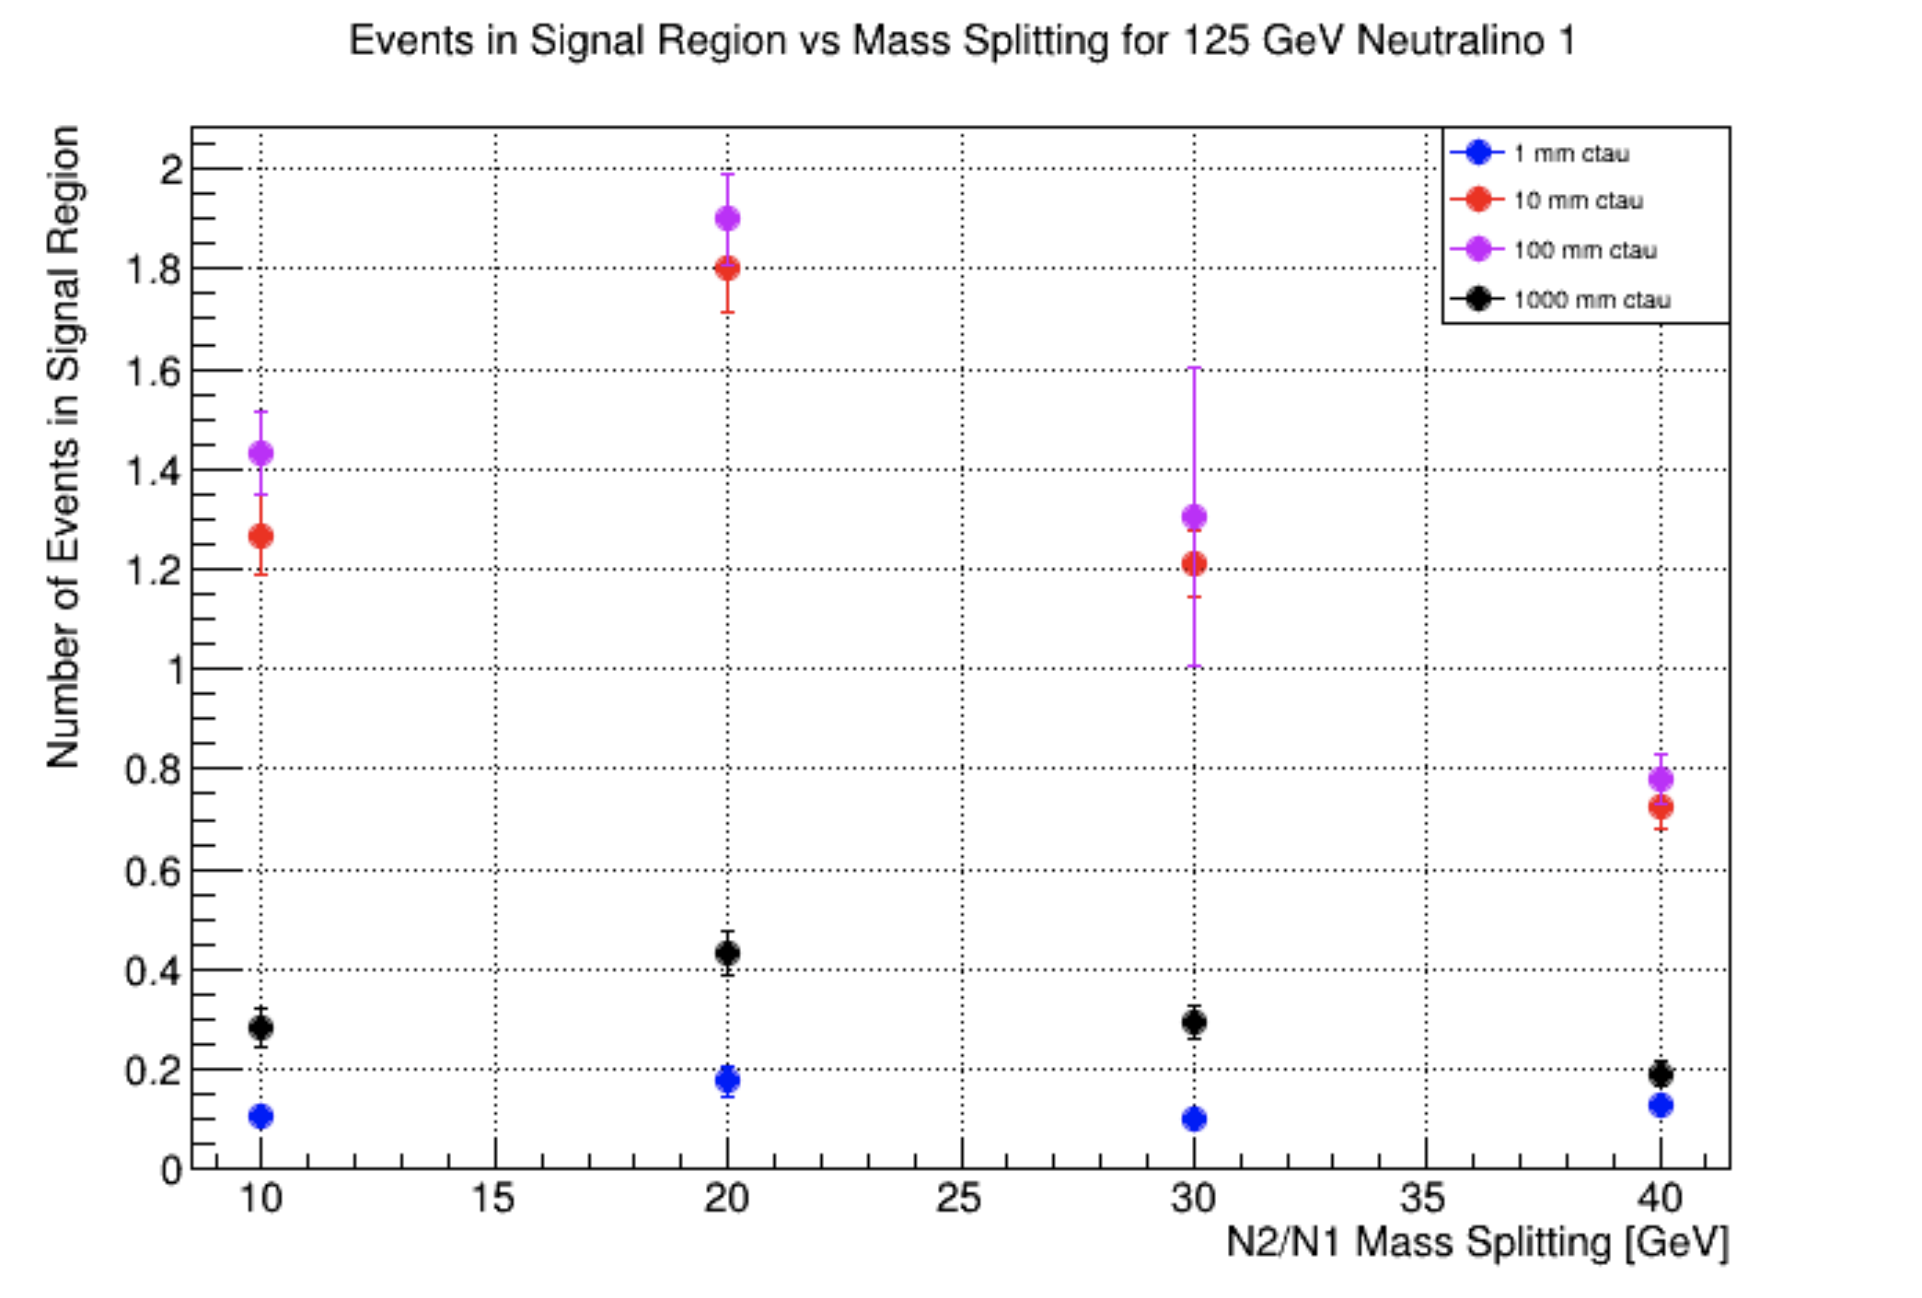 Events in Signal Region vs Mass Splitting for 125 GeV Neutralino 1
Number of Events in Signal Region
2
1.8
1.6
1.4
1.2
1
0.8
0.6
0.4
0.2
0
1 mm ctau
10 mm ctau
100 mm ctau
1000 mm ctau
10 15 20 25 30 35 40
N2/N1 Mass Splitting [GeV]